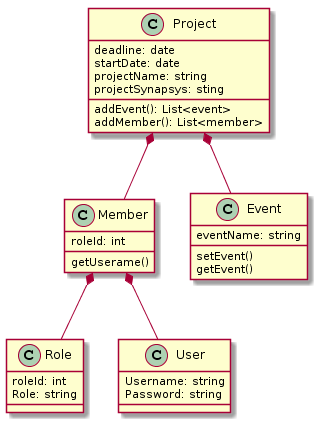 C Project
deadline: date
startDate: date
projectName: string
projectSynapsys: sting
addEvent(): List<event>
addMember(): List<member>
C Member
roleId: int
getUserame()
C Event
eventName: string
setEvent()
getEvent()
C Role
roleId: int
Role: string
C User
Username: string
Password: string